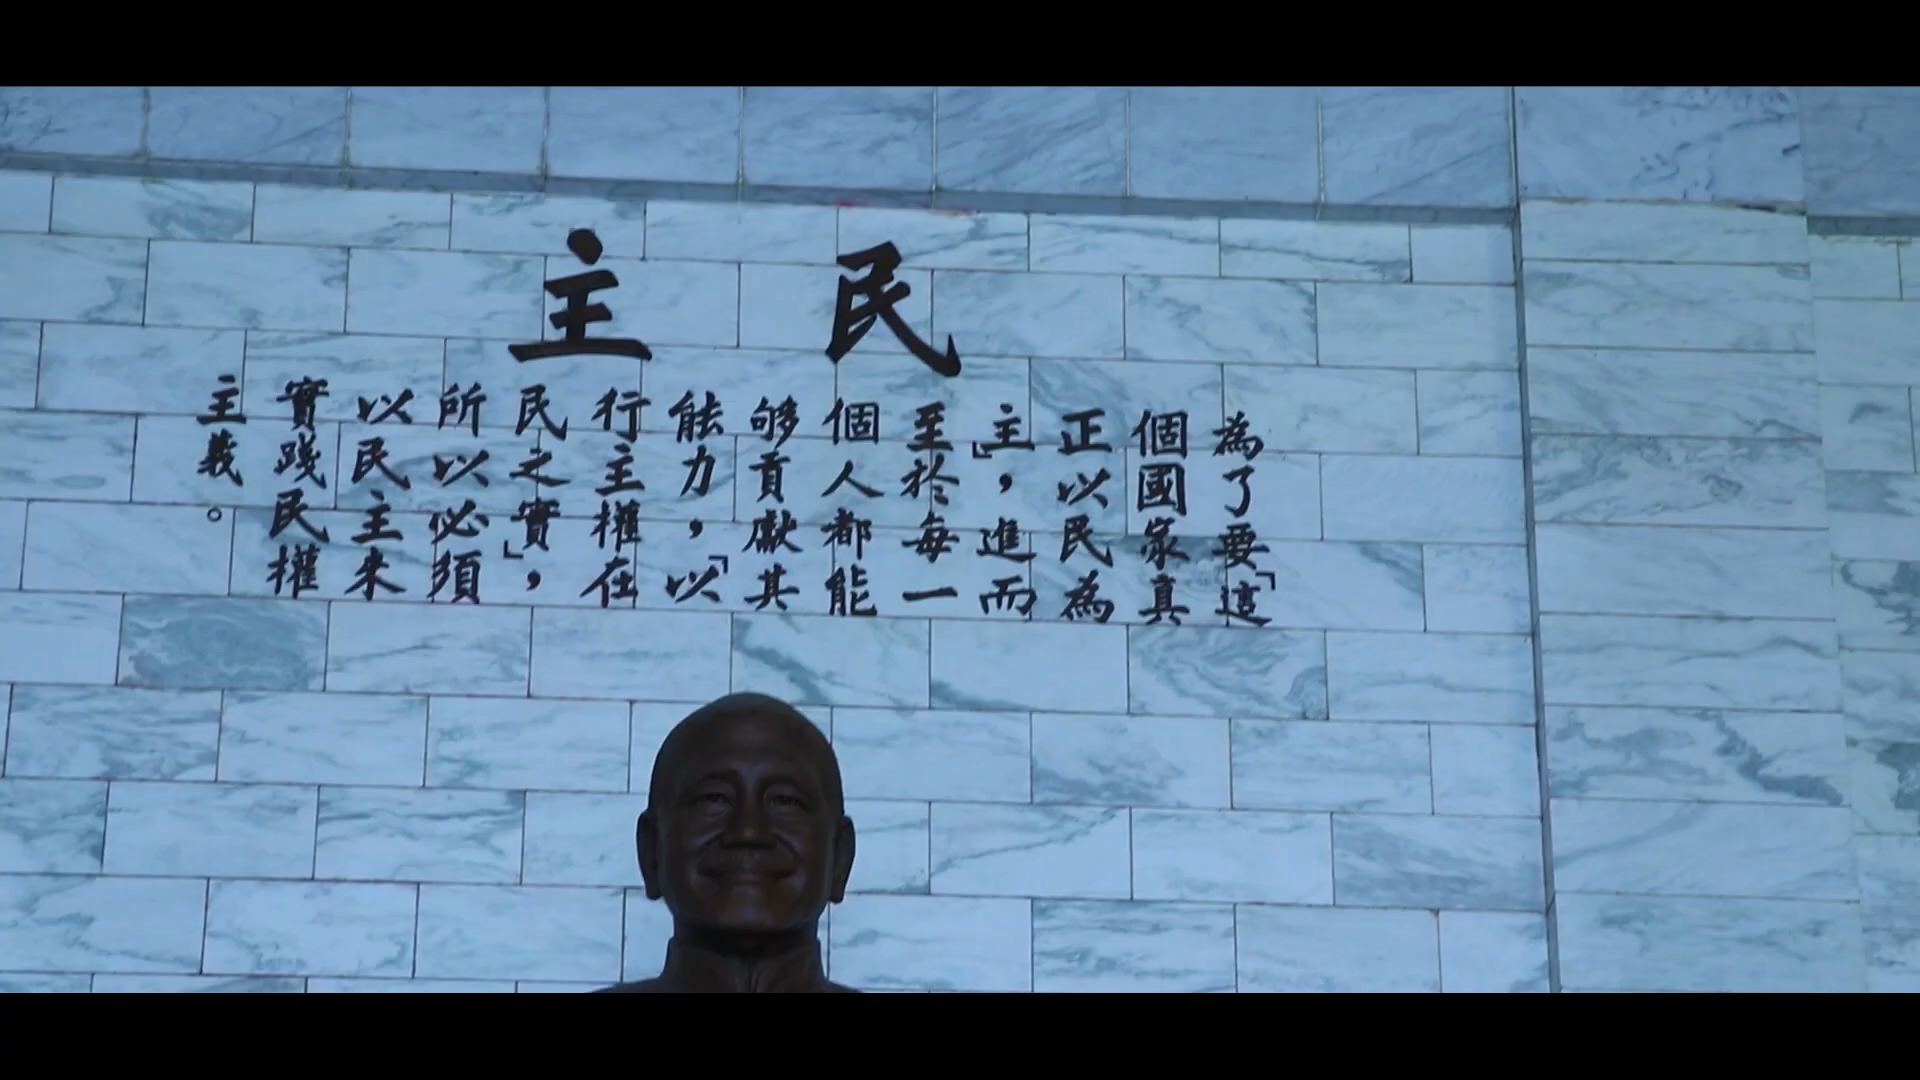 民主
為了要「這
個國家真
正以民為
主」，進而
至於每一
個人都能
够貢獻其
能力，「以
行主權在
民之實」，
所以必須
以民主來
實踐民權
主義。